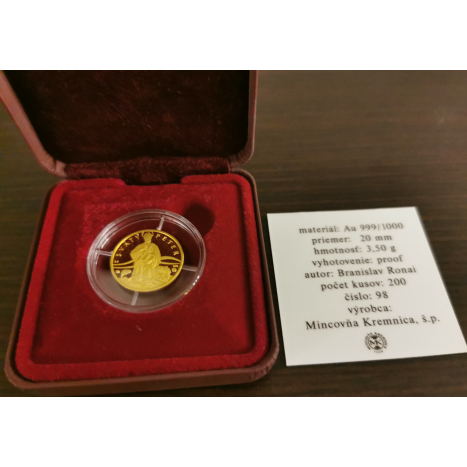 SVÄTÝ PETER
materiál: Au 999/1000
priemer: 20 mm
hmotnosť: 3,50 g
vyhotovenie: proof
autor: Branislav Ronai
počet kusov: 200
číslo: 98
výrobca:
Mincovňa Kremnica, š.p.
MK